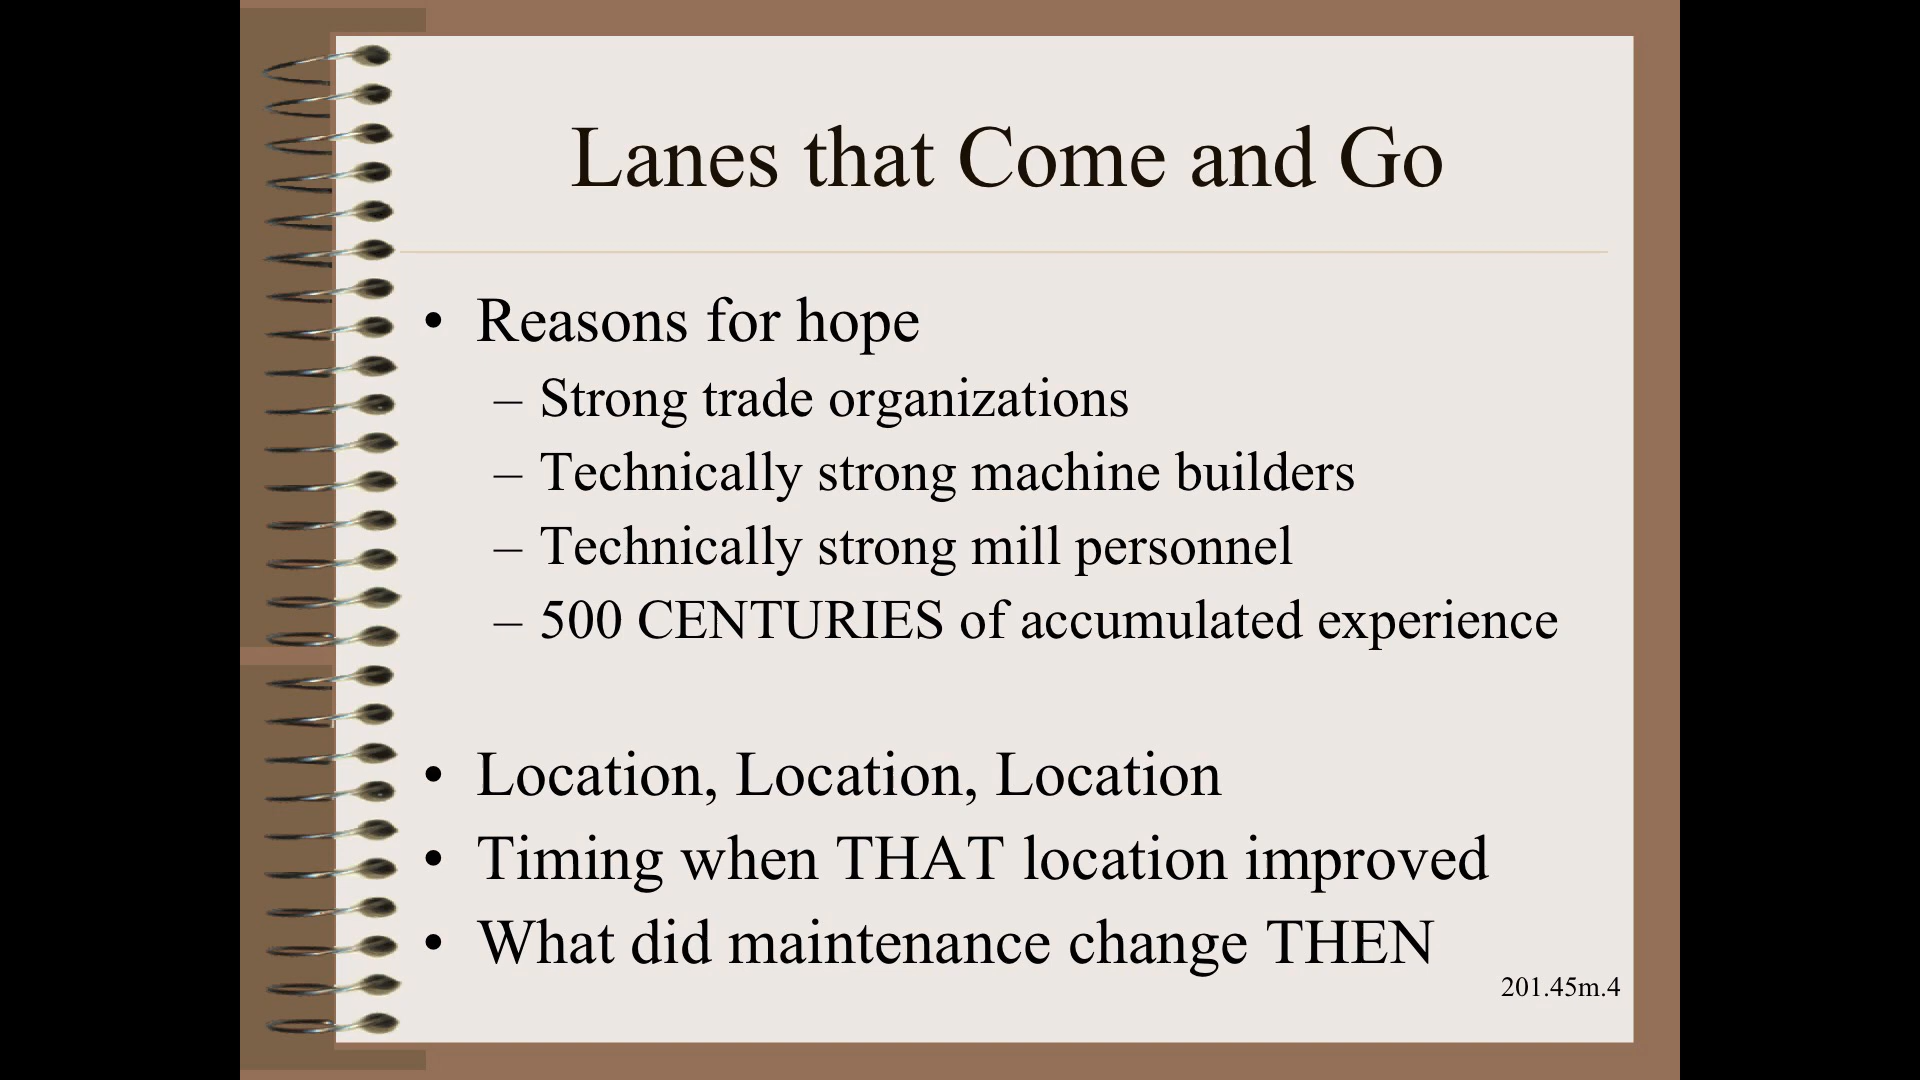 Lanes that Come and Go
• Reasons for hope
– Strong trade organizations
– Technically strong machine builders
– Technically strong mill personnel
– 500 CENTURIES of accumulated experience
• Location, Location, Location
• Timing when THAT location improved
• What did maintenance change THEN
201.45m.4